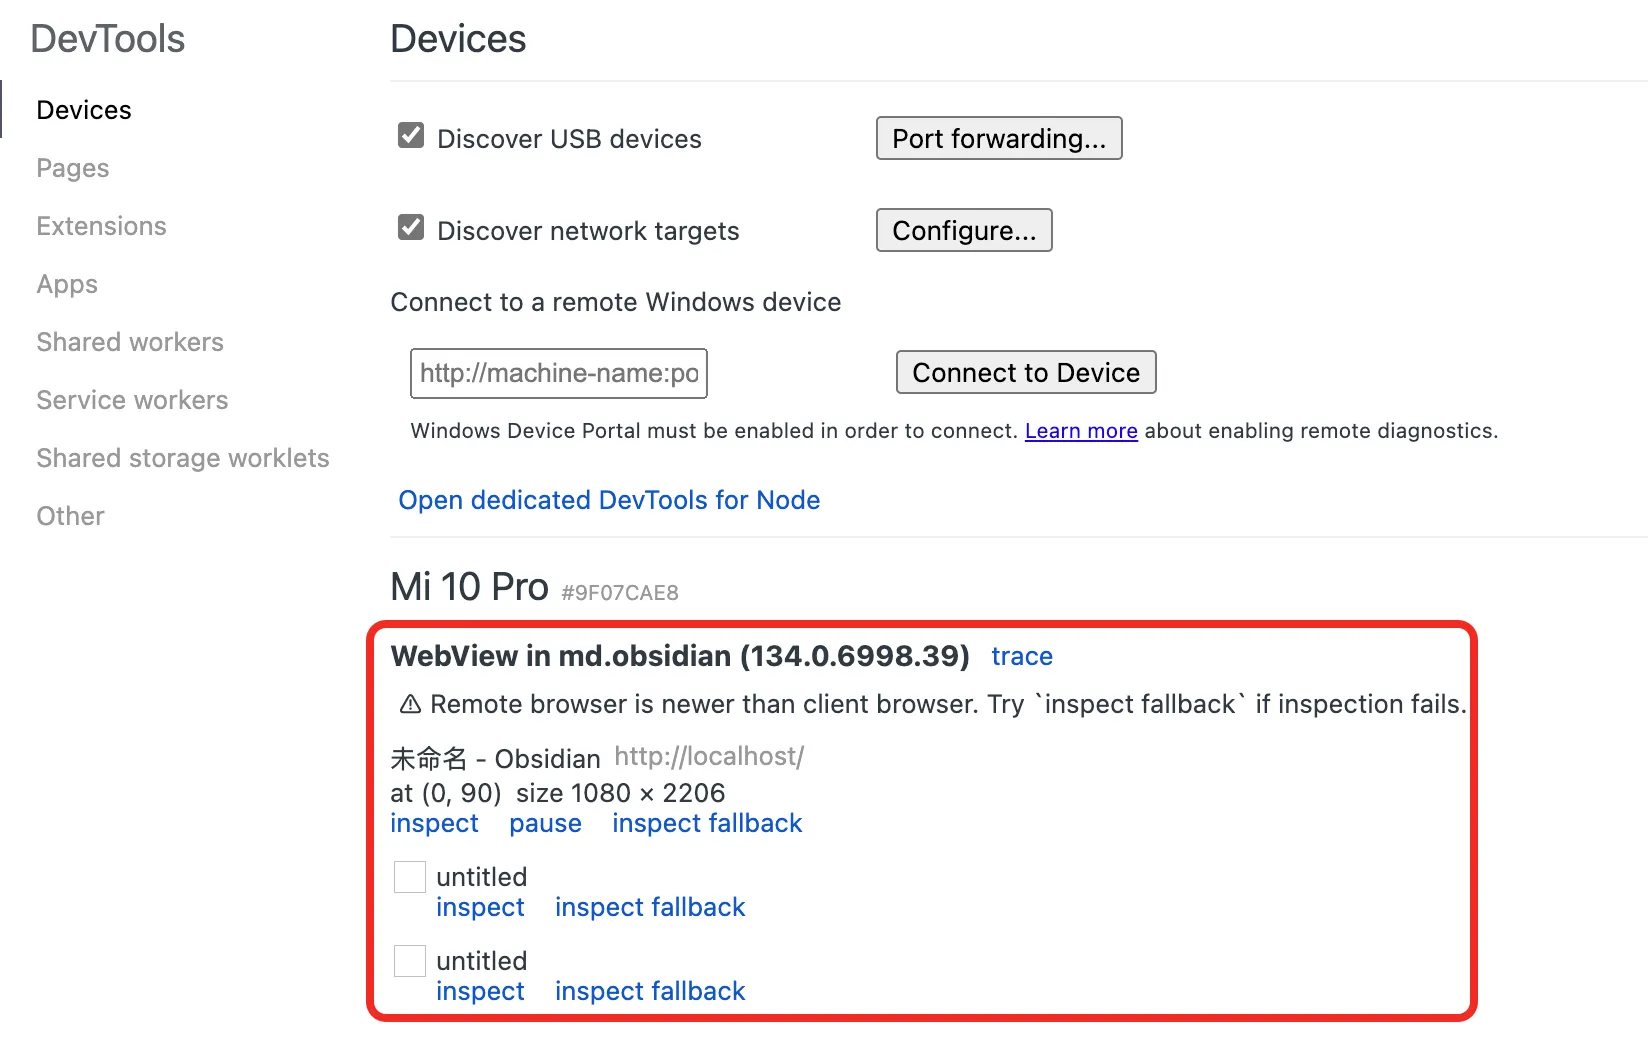 DevTools
Devices
Pages
Extensions
Apps
Shared workers
Service workers
Shared storage worklets
Other
Devices
Discover USB devices
Port forwarding...
Discover network targets
Configure...
Connect to a remote Windows device
http://machine-name:po
Connect to Device
Windows Device Portal must be enabled in order to connect. Learn more about enabling remote diagnostics.
Open dedicated DevTools for Node
Mi 10 Pro #9F07CAE8
WebView in md.obsidian (134.0.6998.39) trace
⚠ Remote browser is newer than client browser. Try `inspect fallback` if inspection fails.
未命名 - Obsidian http://localhost/
at (0, 90) size 1080 × 2206
inspect pause inspect fallback
untitled
inspect inspect fallback
untitled
inspect inspect fallback